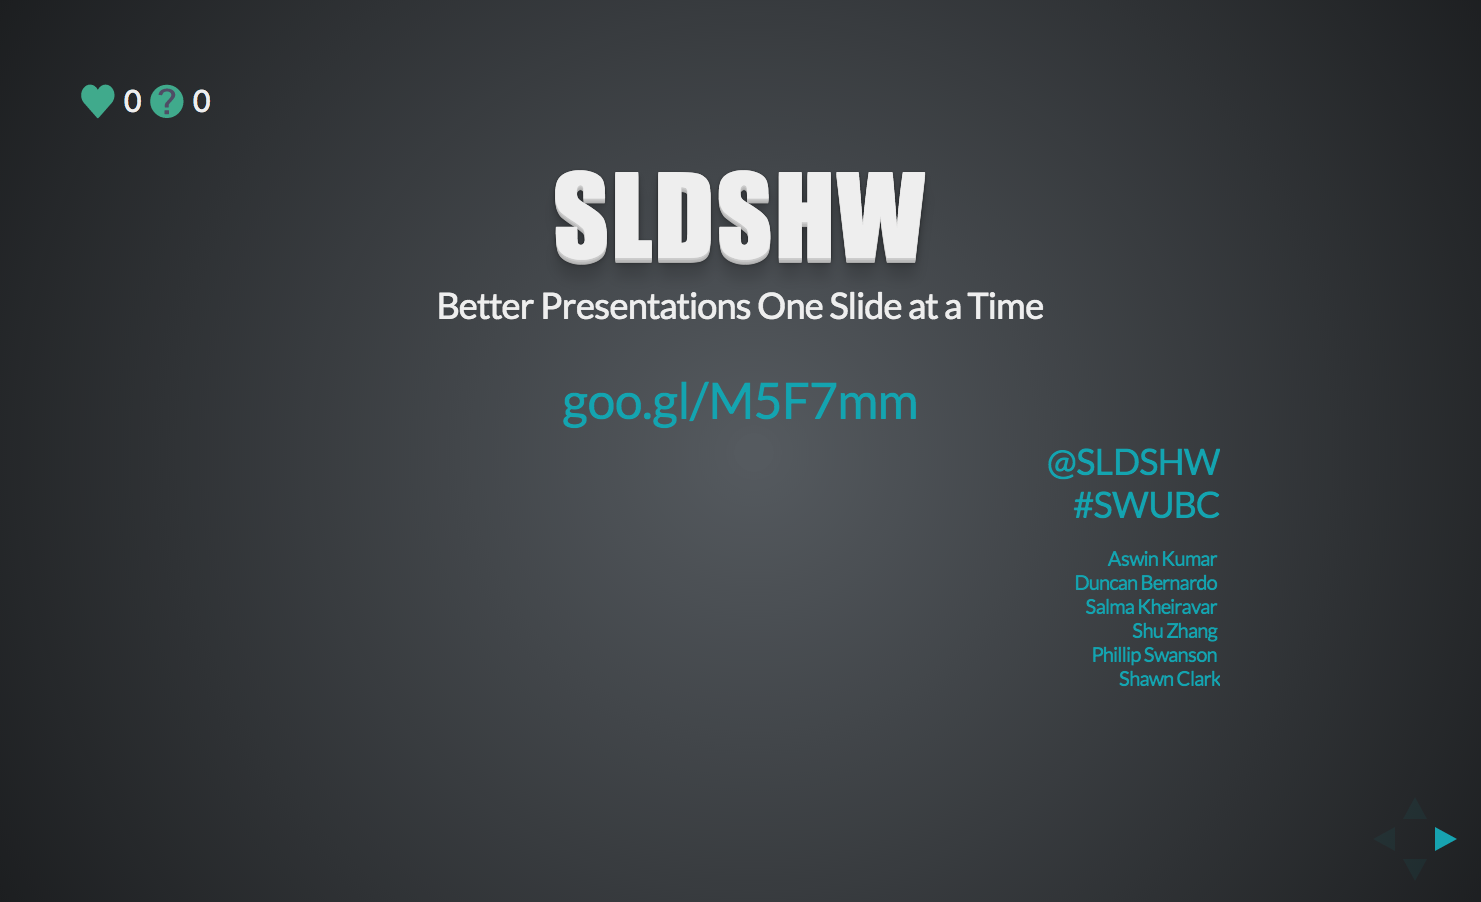 0 ? 0
SLDSHW
Better Presentations One Slide at a Time
goo.gl/M5F7mm
@SLDSHW
#SWUBC
Aswin Kumar
Duncan Bernardo
Salma Kheiravar
Shu Zhang
Phillip Swanson
Shawn Clark